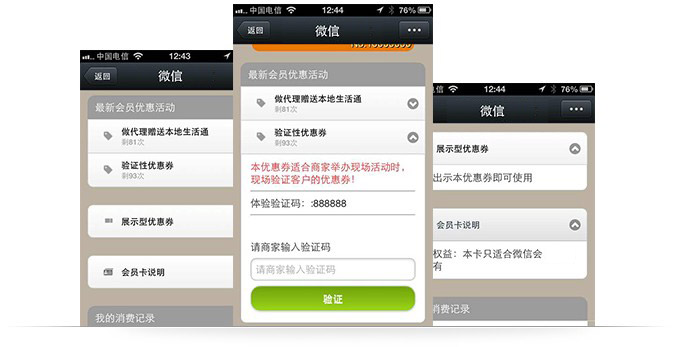 中国电信 12:43
返回 微信
最新会员优惠活动
做代理赠送本地生活通
剩81次
验证性优惠券
剩93次
展示型优惠券
会员卡说明
我的消费记录
中国电信 12:44 76%
返回 微信
最新会员优惠活动
做代理赠送本地生活通
剩81次
验证性优惠券
剩93次
本优惠券适合商家举办现场活动时,
现场验证客户的优惠券!
体验验证码: :888888
请商家输入验证码
请商家输入验证码
验证
信 12:44 76%
微信
展示型优惠券
出示本优惠券即可使用
会员卡说明
权益: 本卡只适合微信会
有